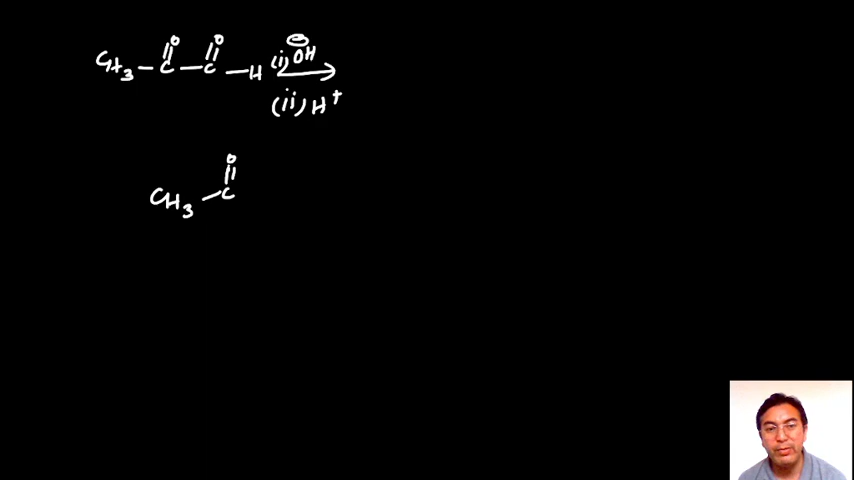 O O
CH3 - C - C - H (i) OH⊖
(ii) H+
O
CH3 - C